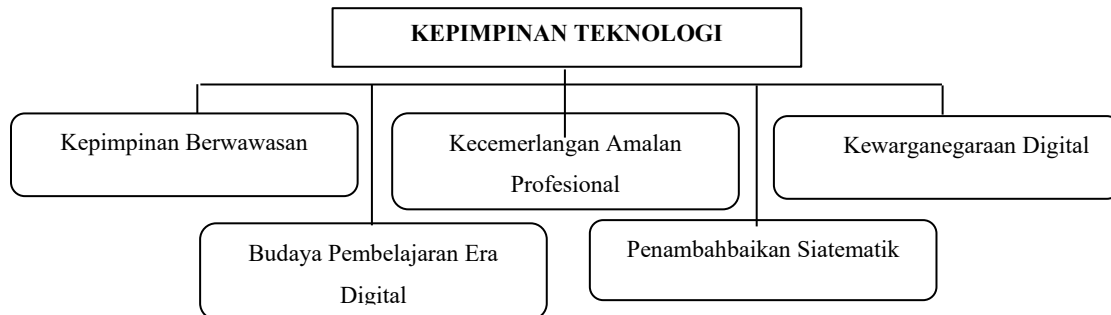 KEPIMPINAN TEKNOLOGI
Kepimpinan Berwawasan
Kecemerlangan Amalan
Profesional
Kewarganegaraan Digital
Budaya Pembelajaran Era
Digital
Penambahbaikan Siatematik